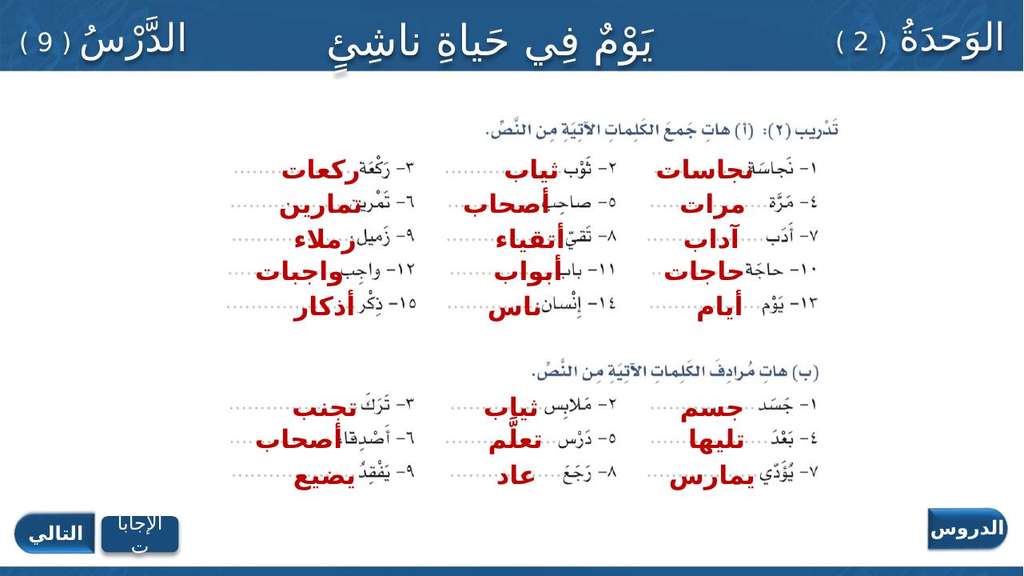 الوَحدَةُ ( 2 ) يَوْمٌ فِي حَياةِ ناشِئٍ الدَّرْسُ ( 9 )
تَدْريب (٢): (أ) هاتِ جَمعَ الكَلِماتِ الآتِيَةِ مِن النَّصِّ.
١- نَجاسَة نجاسات ٢- ثَوْب ثياب ٣- رَكْعَة ركعات
٤- مَرَّة مرات ٥- صاحِب أصحاب ٦- تَمْرين تمارين
٧- أَدَب آداب ٨- تَقيّ أتقياء ٩- زَميل زملاء
١٠- حاجَة حاجات ١١- باب أبواب ١٢- واجِب واجبات
١٣- يَوْم أيام ١٤- إِنْسان ناس ١٥- ذِكْر أذكار
(ب) هاتِ مُرادِفَ الكَلِماتِ الآتِيَةِ مِن النَّصِّ.
١- جَسَد جسم ٢- مَلابِس ثياب ٣- تَرَكَ تجنب
٤- بَعْدَ تليها ٥- دَرْس تعلَّم ٦- أَصْدِقاء أصحاب
٧- يُؤَدّي يمارس ٨- رَجَعَ عاد ٩- يَفْقِدُ يضيع
الدروس الإجابات التالي